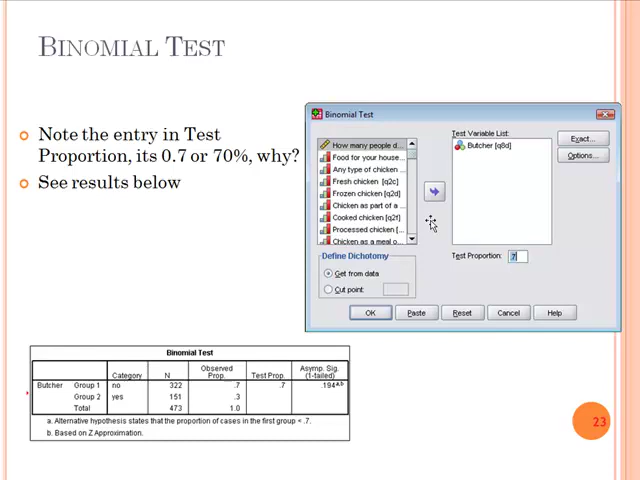 BINOMIAL TEST
Note the entry in Test
Proportion, its 0.7 or 70%, why?
See results below
Binomial Test
How many people d...
Food for your house...
Any type of chicken
Fresh chicken [q2c]
Frozen chicken [q2d]
Chicken as part of a ...
Cooked chicken [q2f]
Processed chicken [...
Chicken as a meal o...
Test Variable List:
Butcher [q8d]
Exact...
Options...
Define Dichotomy
Get from data
Cut point:
Test Proportion: .7
OK Paste Reset Cancel Help
Binomial Test
Category N Observed Prop. Test Prop. Asymp. Sig. (1-tailed)
Butcher Group 1 no 322 .7 .7 .194a,b
Group 2 yes 151 .3
Total 473 1.0
a. Alternative hypothesis states that the proportion of cases in the first group < .7.
b. Based on Z Approximation.
23